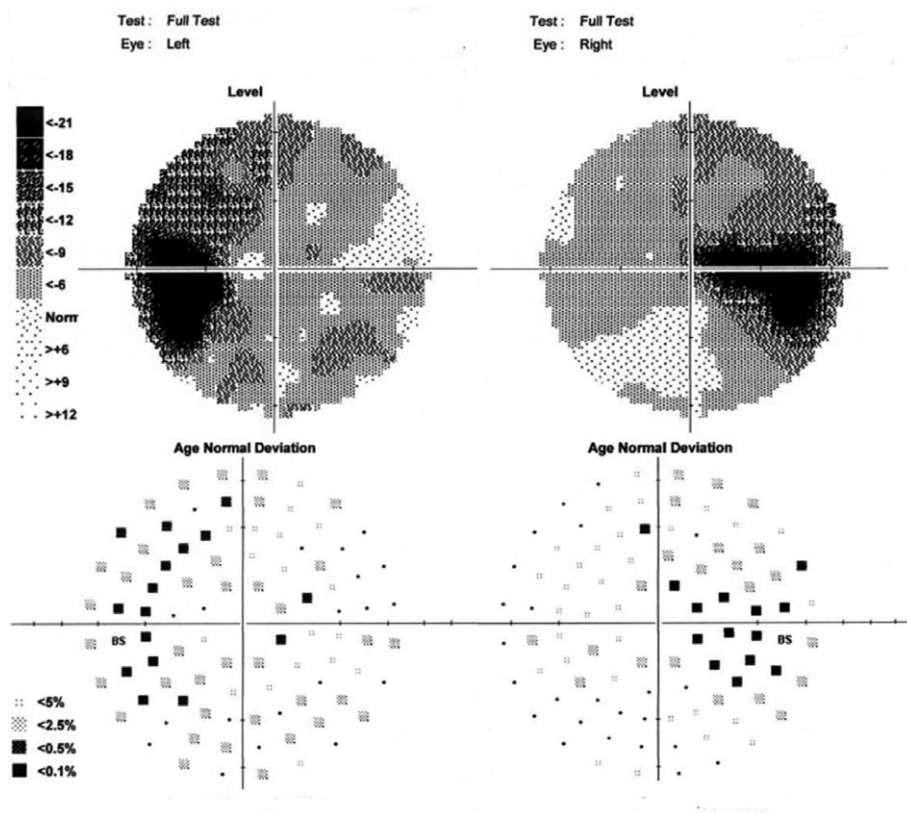 Test : Full Test
Eye : Left
Level
<-21
<-18
<-15
<-12
<-9
<-6
Norm
>+6
>+9
>+12
Age Normal Deviation
BS
<5%
<2.5%
<0.5%
<0.1%
Test : Full Test
Eye : Right
Level
Age Normal Deviation
BS